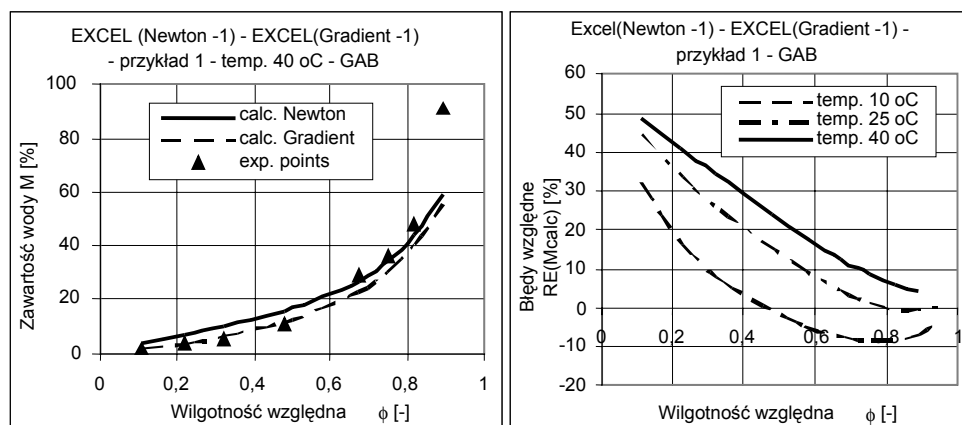 EXCEL (Newton -1) - EXCEL(Gradient -1)
- przykład 1 - temp. 40 oC - GAB
100
80
60
40
20
0
Zawartość wody M [%]
calc. Newton
calc. Gradient
exp. points
0
0,2
0,4
0,6
0,8
1
Wilgotność względna ϕ [-]
Excel(Newton -1) - EXCEL(Gradient -1) -
przykład 1 - GAB
60
50
40
30
20
10
0
-10
-20
Błędy względne
RE(Mcalc) [%]
temp. 10 oC
temp. 25 oC
temp. 40 oC
0
0,2
0,4
0,6
0,8
1
Wilgotność względna ϕ [-]